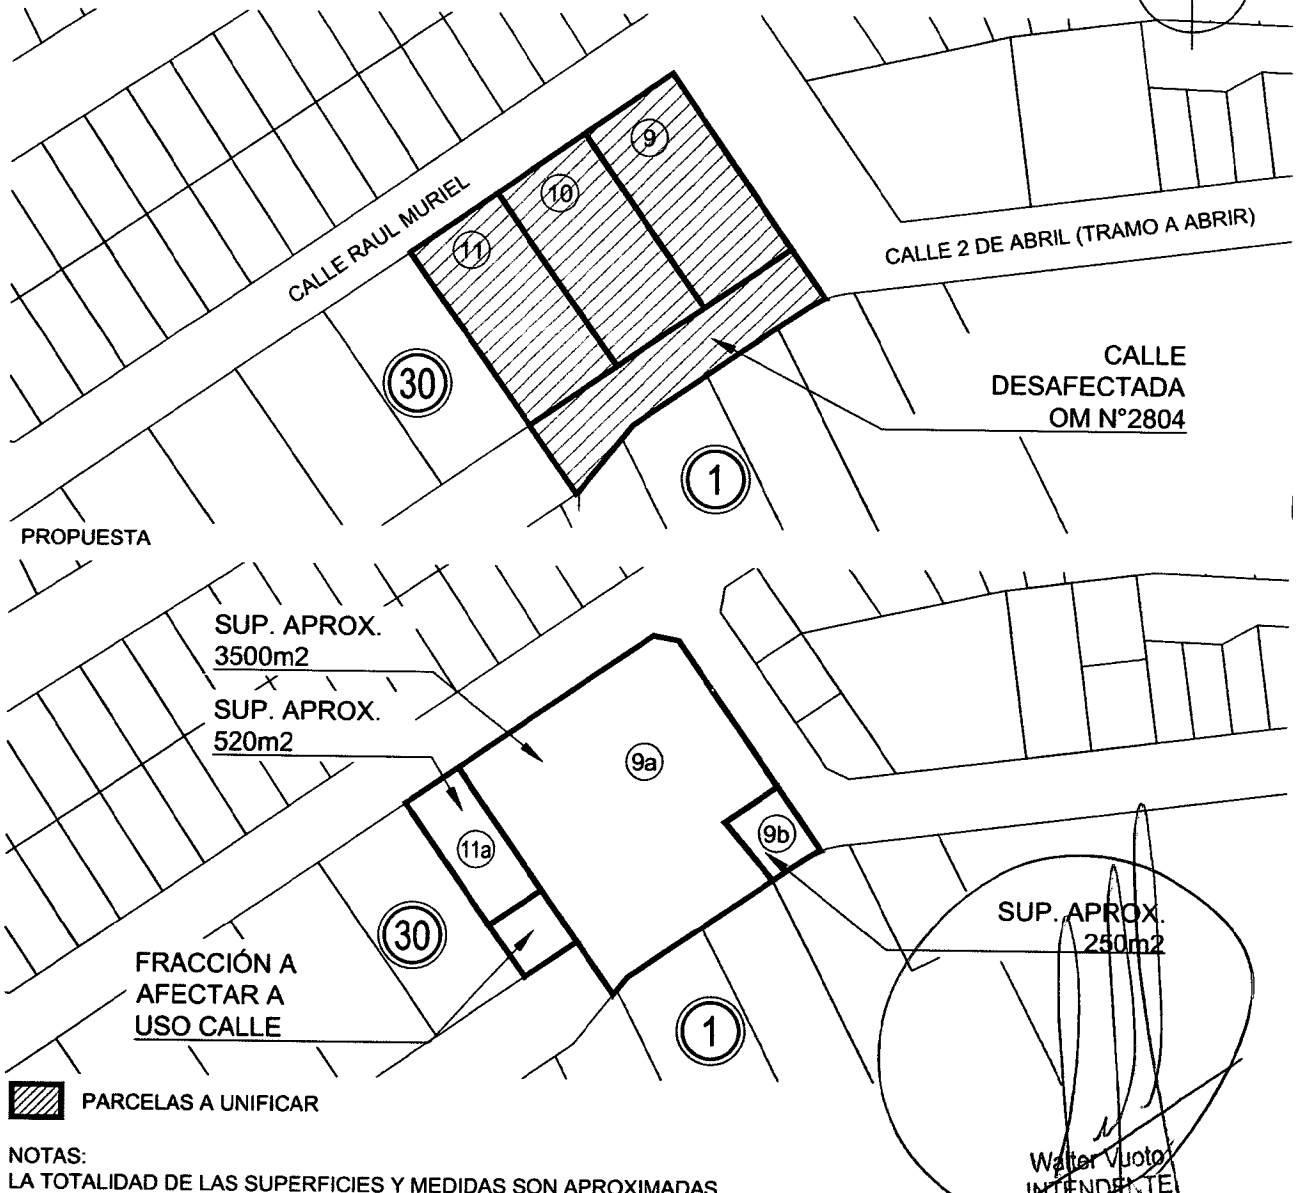 9
10
11
CALLE RAUL MURIEL
CALLE 2 DE ABRIL (TRAMO A ABRIR)
30
CALLE
DESAFECTADA
OM N°2804
1
PROPUESTA
SUP. APROX.
3500m2
SUP. APROX.
520m2
9a
9b
11a
SUP. APROX.
250m2
30
FRACCIÓN A
AFECTAR A
USO CALLE
1
PARCELAS A UNIFICAR
NOTAS:
LA TOTALIDAD DE LAS SUPERFICIES Y MEDIDAS SON APROXIMADAS
Walter Vuoto
INTENDENTE